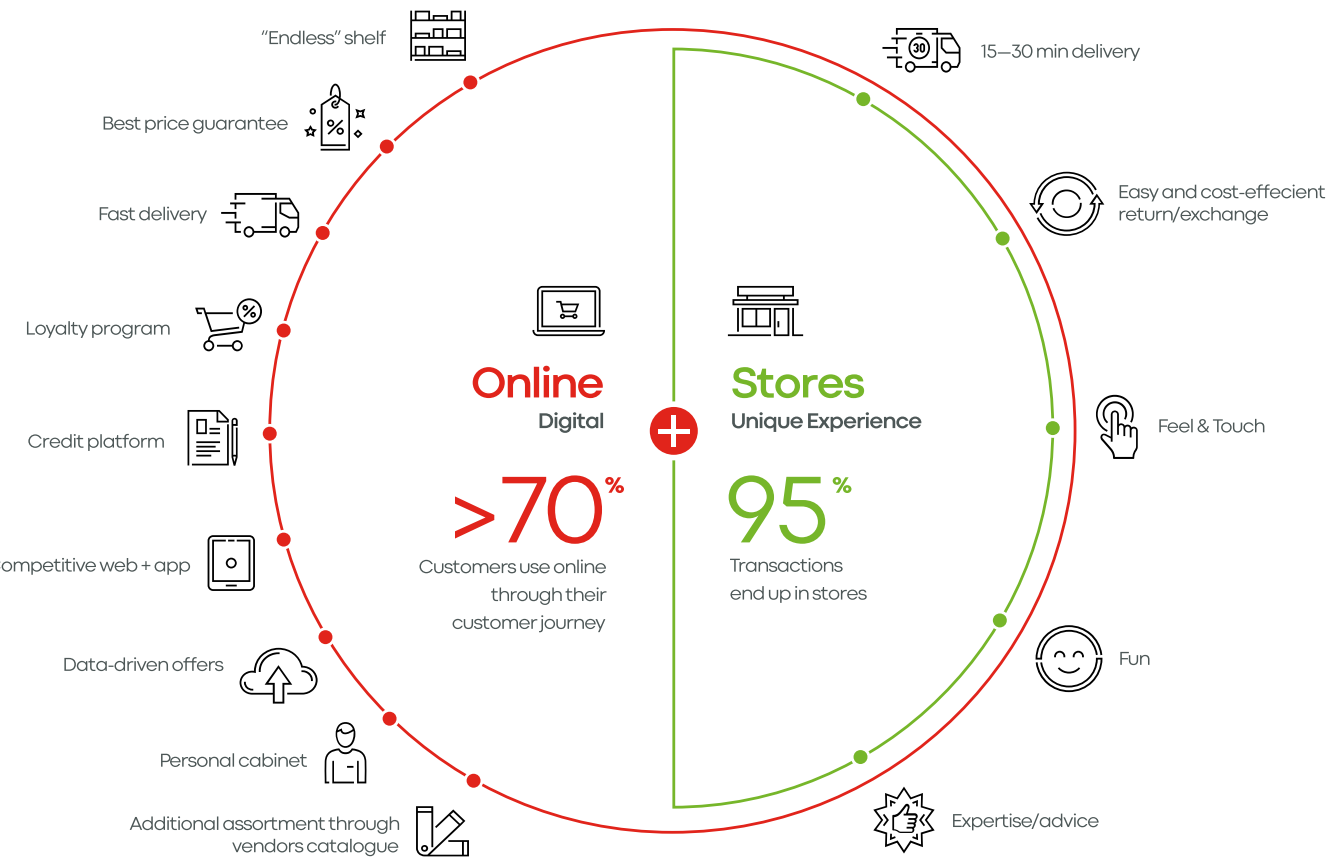 “Endless” shelf
Best price guarantee
Fast delivery
Loyalty program
Credit platform
ompetitive web + app
Data-driven offers
Personal cabinet
Additional assortment through
vendors catalogue
Online
Digital
>70%
Customers use online
through their
customer journey
Stores
Unique Experience
95%
Transactions
end up in stores
30
15—30 min delivery
Easy and cost-effecient
return/exchange
Feel & Touch
Fun
Expertise/advice